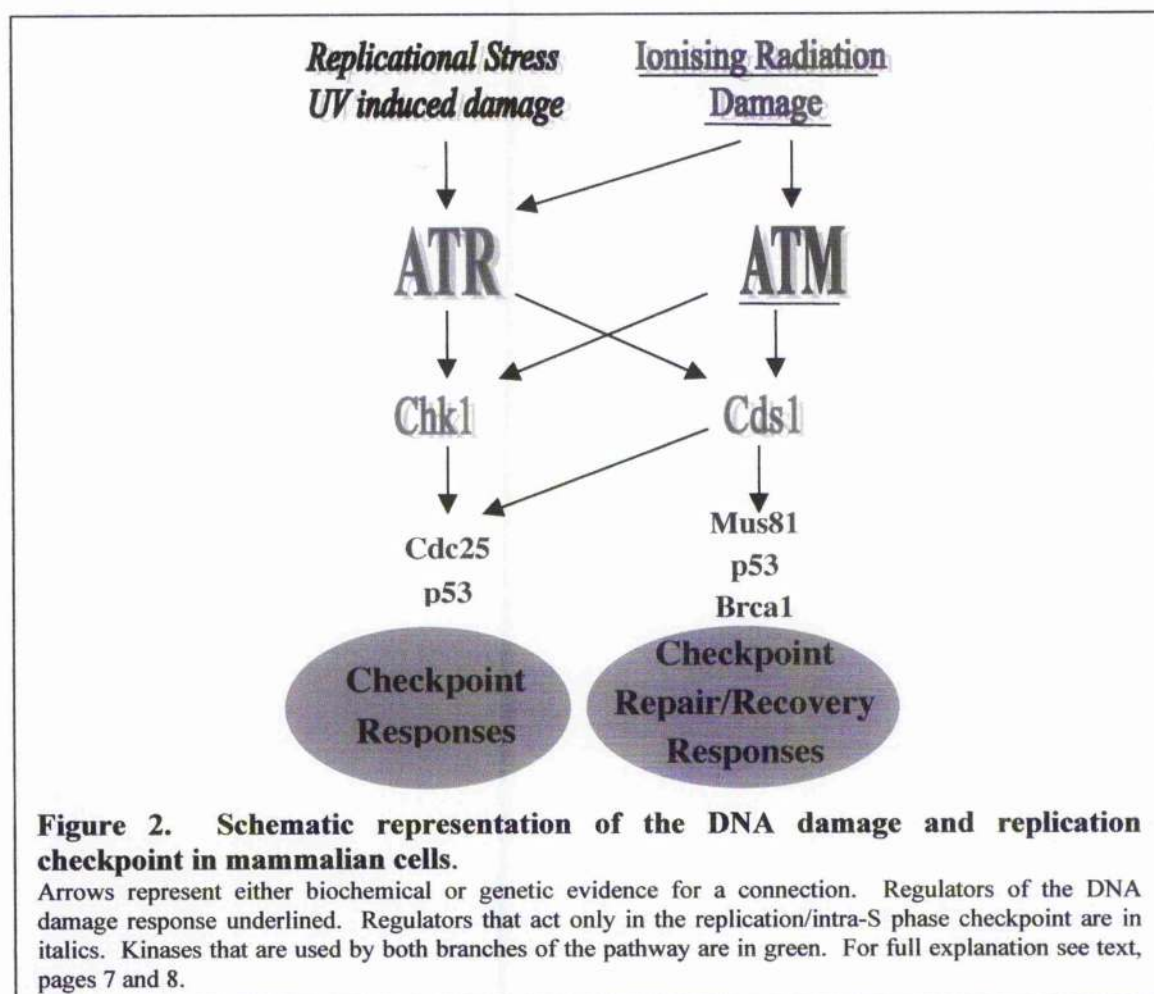 Replicational Stress
UV induced damage
Ionising Radiation
Damage
ATR
ATM
Chk1
Cds1
Cdc25
p53
Mus81
p53
Brca1
Checkpoint
Responses
Checkpoint
Repair/Recovery
Responses
Figure 2. Schematic representation of the DNA damage and replication
checkpoint in mammalian cells.
Arrows represent either biochemical or genetic evidence for a connection. Regulators of the DNA
damage response underlined. Regulators that act only in the replication/intra-S phase checkpoint are in
italics. Kinases that are used by both branches of the pathway are in green. For full explanation see text,
pages 7 and 8.